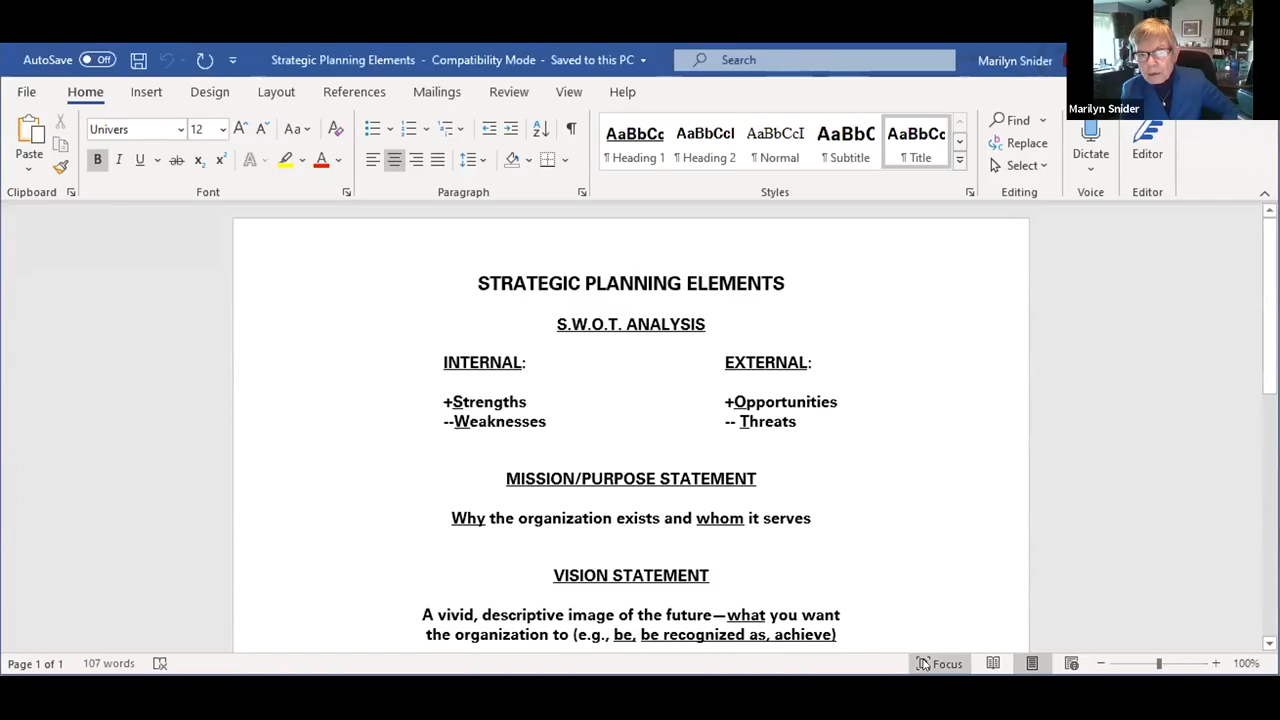 AutoSave Off Strategic Planning Elements - Compatibility Mode - Saved to this PC Search Marilyn Snider
Marilyn Snider
File Home Insert Design Layout References Mailings Review View Help
Paste
Clipboard
Univers 12 A A Aa A
B I U ab x₂ x² A A
Font
Paragraph
AaBbCc AaBbCcI AaBbCcI AaBbC AaBbCc
¶ Heading 1 ¶ Heading 2 ¶ Normal ¶ Subtitle ¶ Title
Styles
Find
Replace
Select
Editing
Dictate
Voice
Editor
Editor
STRATEGIC PLANNING ELEMENTS
S.W.O.T. ANALYSIS
INTERNAL: EXTERNAL:
+Strengths +Opportunities
--Weaknesses -- Threats
MISSION/PURPOSE STATEMENT
Why the organization exists and whom it serves
VISION STATEMENT
A vivid, descriptive image of the future—what you want
the organization to (e.g., be, be recognized as, achieve)
Page 1 of 1 107 words Focus 100%